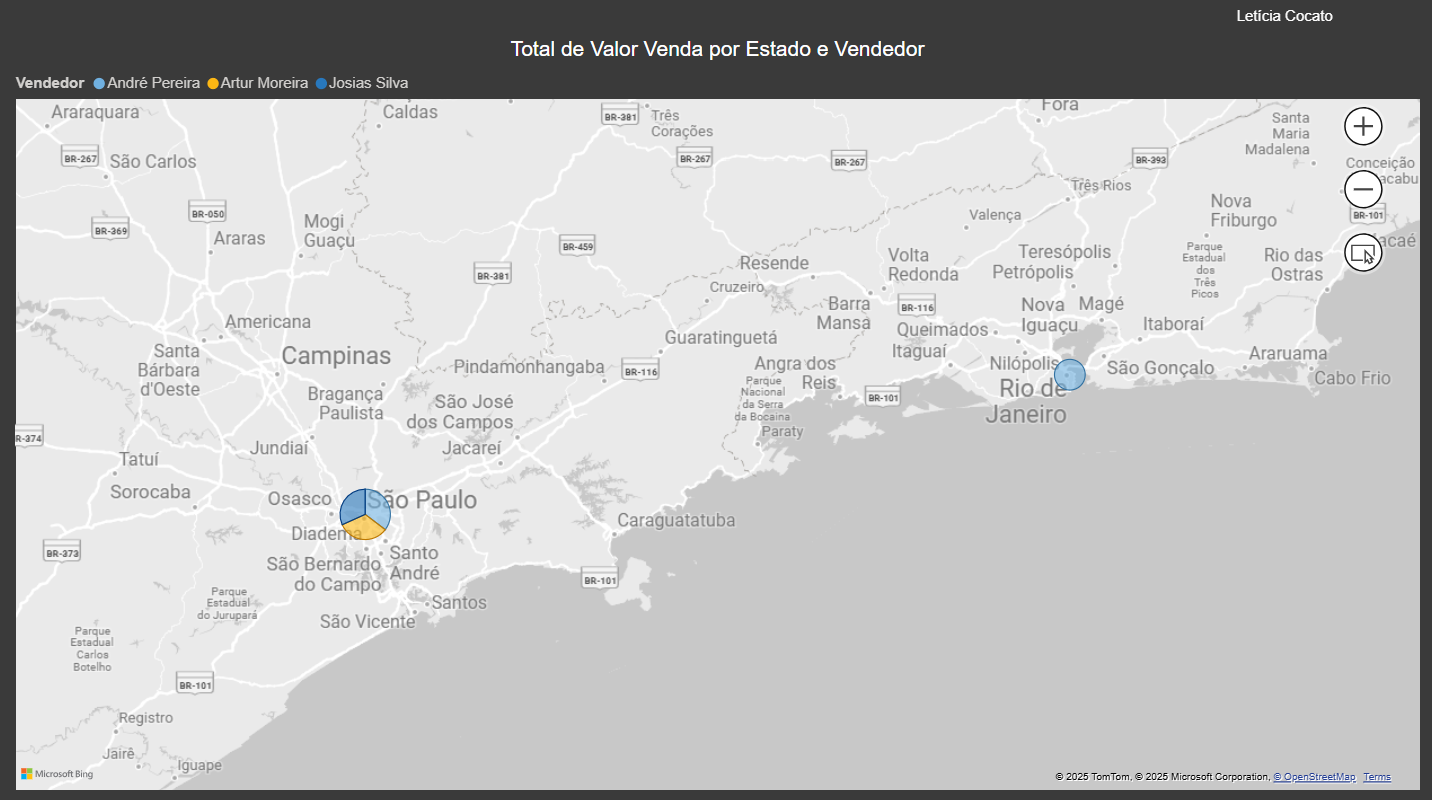 Letícia Cocato
Total de Valor Venda por Estado e Vendedor
Vendedor André Pereira Artur Moreira Josias Silva
Araraquara
Caldas
BR-381
Três
Corações
Fora
Santa
Maria
Madalena
BR-267
São Carlos
BR-267
BR-267
BR-393
Conceição
Três Rios
BR-050
Mogi
Guaçu
Valença
Nova
Friburgo
BR-101
BR-369
Araras
BR-459
BR-381
Resende
Cruzeiro
Volta
Redonda
Teresópolis
Petrópolis
Parque
Estadual
dos
Três
Picos
Rio das
Ostras
Americana
Barra
Mansa
BR-116
Nova
Iguaçu
Magé
Queimados
Itaboraí
Santa
Bárbara
d'Oeste
Campinas
Guaratinguetá
Itaguaí
Pindamonhangaba
BR-116
Angra dos
Reis
Nilópolis
São Gonçalo
Araruama
Cabo Frio
Bragança
Paulista
São José
dos Campos
Parque
Nacional
da Serra
da Bocaina
BR-101
Rio de
Janeiro
R-374
Jundiaí
Jacareí
Paraty
Tatuí
Sorocaba
Osasco
São Paulo
Caraguatatuba
Diadema
BR-373
São Bernardo
do Campo
Santo
André
BR-101
Parque
Estadual
do Jurupará
São Vicente
Santos
Parque
Estadual
Carlos
Botelho
BR-101
Registro
Jairê
Iguape
Microsoft Bing
© 2025 TomTom, © 2025 Microsoft Corporation, © OpenStreetMap Terms